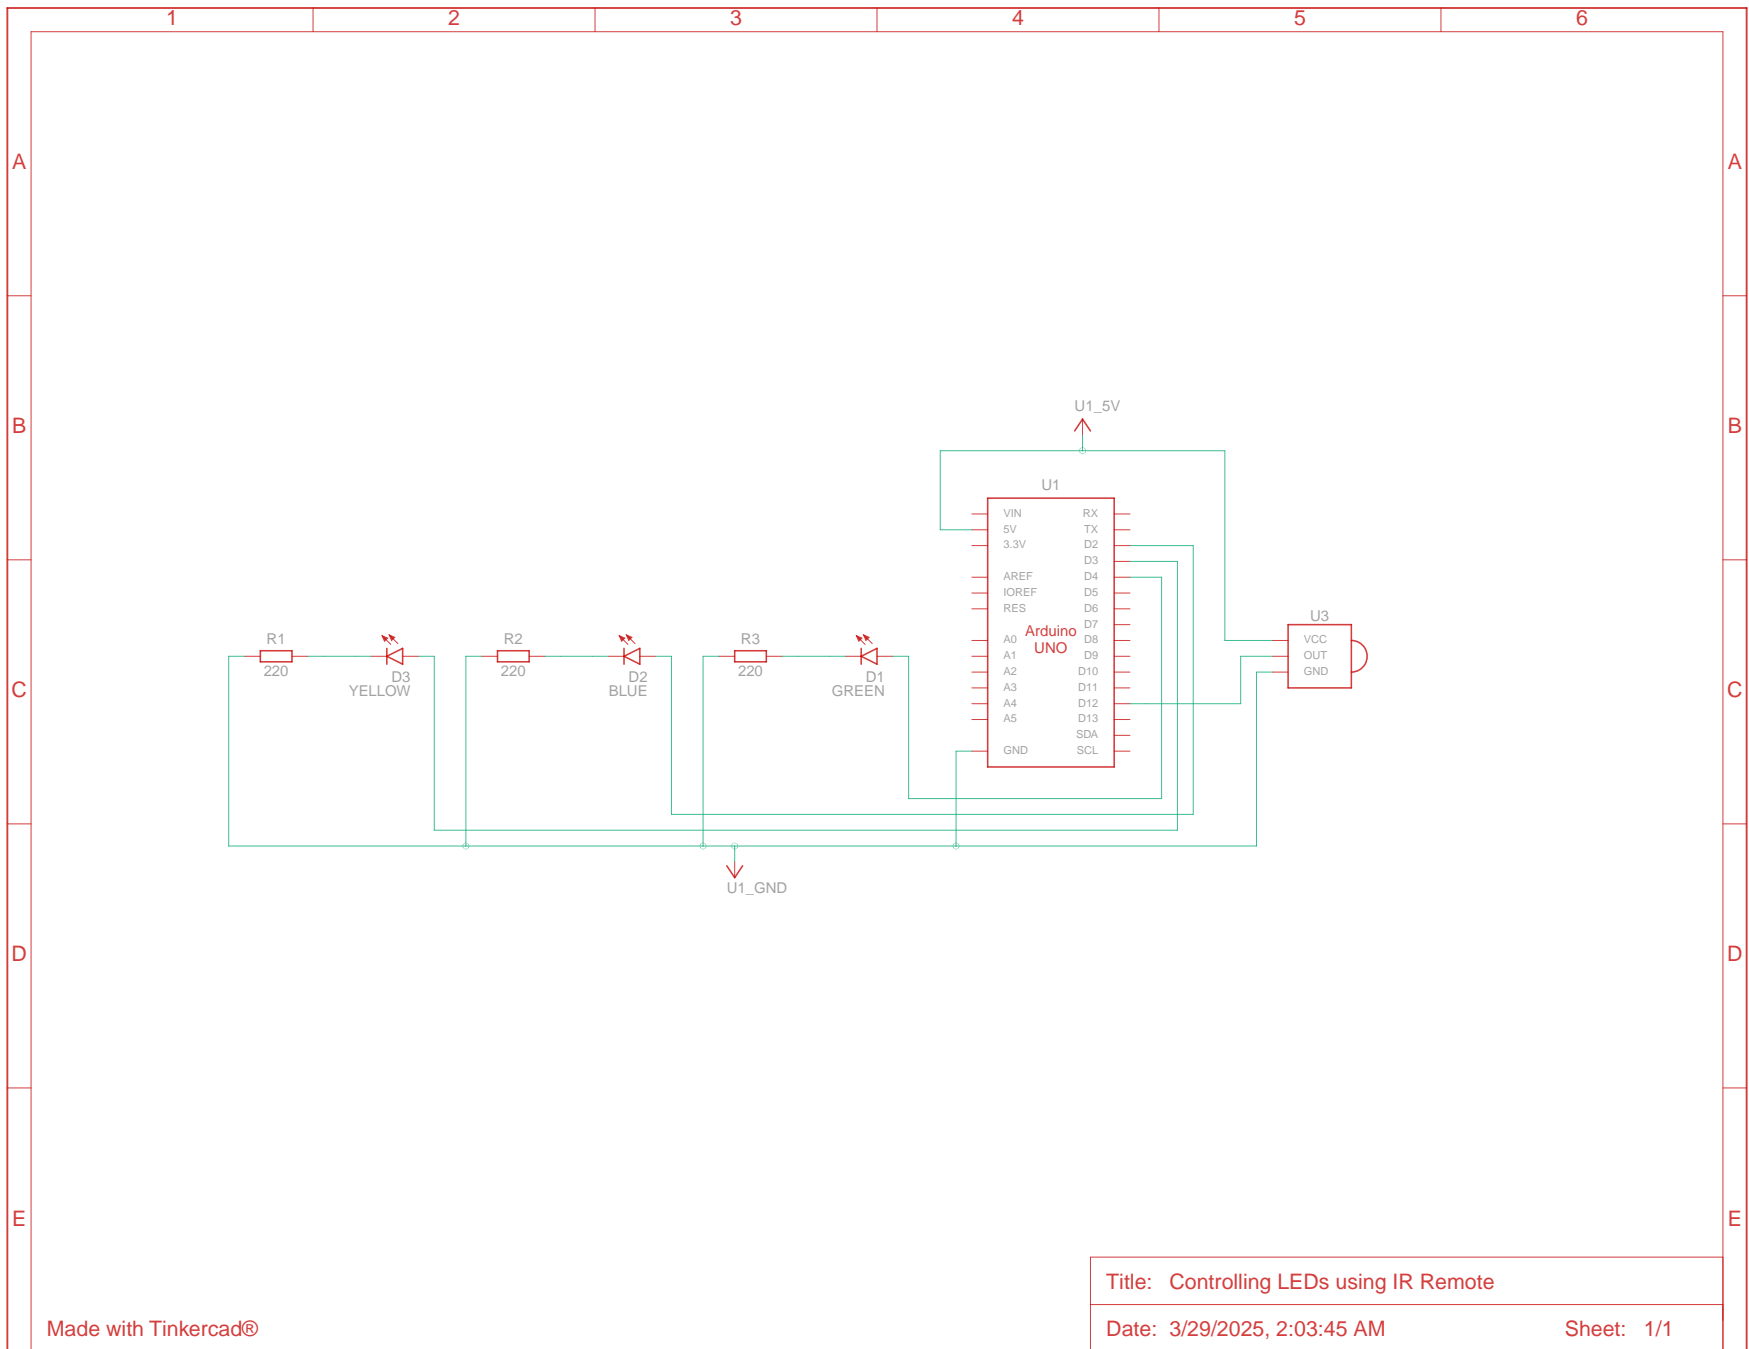 1 2 3 4 5 6
A A
B B
C C
D D
E E
U1_5V
U1
VIN RX
5V TX
3.3V D2
D3
AREF D4
IOREF D5
RES D6
D7
A0 D8
A1 D9
A2 D10
A3 D11
A4 D12
A5 D13
SDA
GND SCL
Arduino
UNO
U3
VCC
OUT
GND
R1
220
D3
YELLOW
R2
220
D2
BLUE
R3
220
D1
GREEN
U1_GND
Title: Controlling LEDs using IR Remote
Made with Tinkercad®
Date: 3/29/2025, 2:03:45 AM Sheet: 1/1